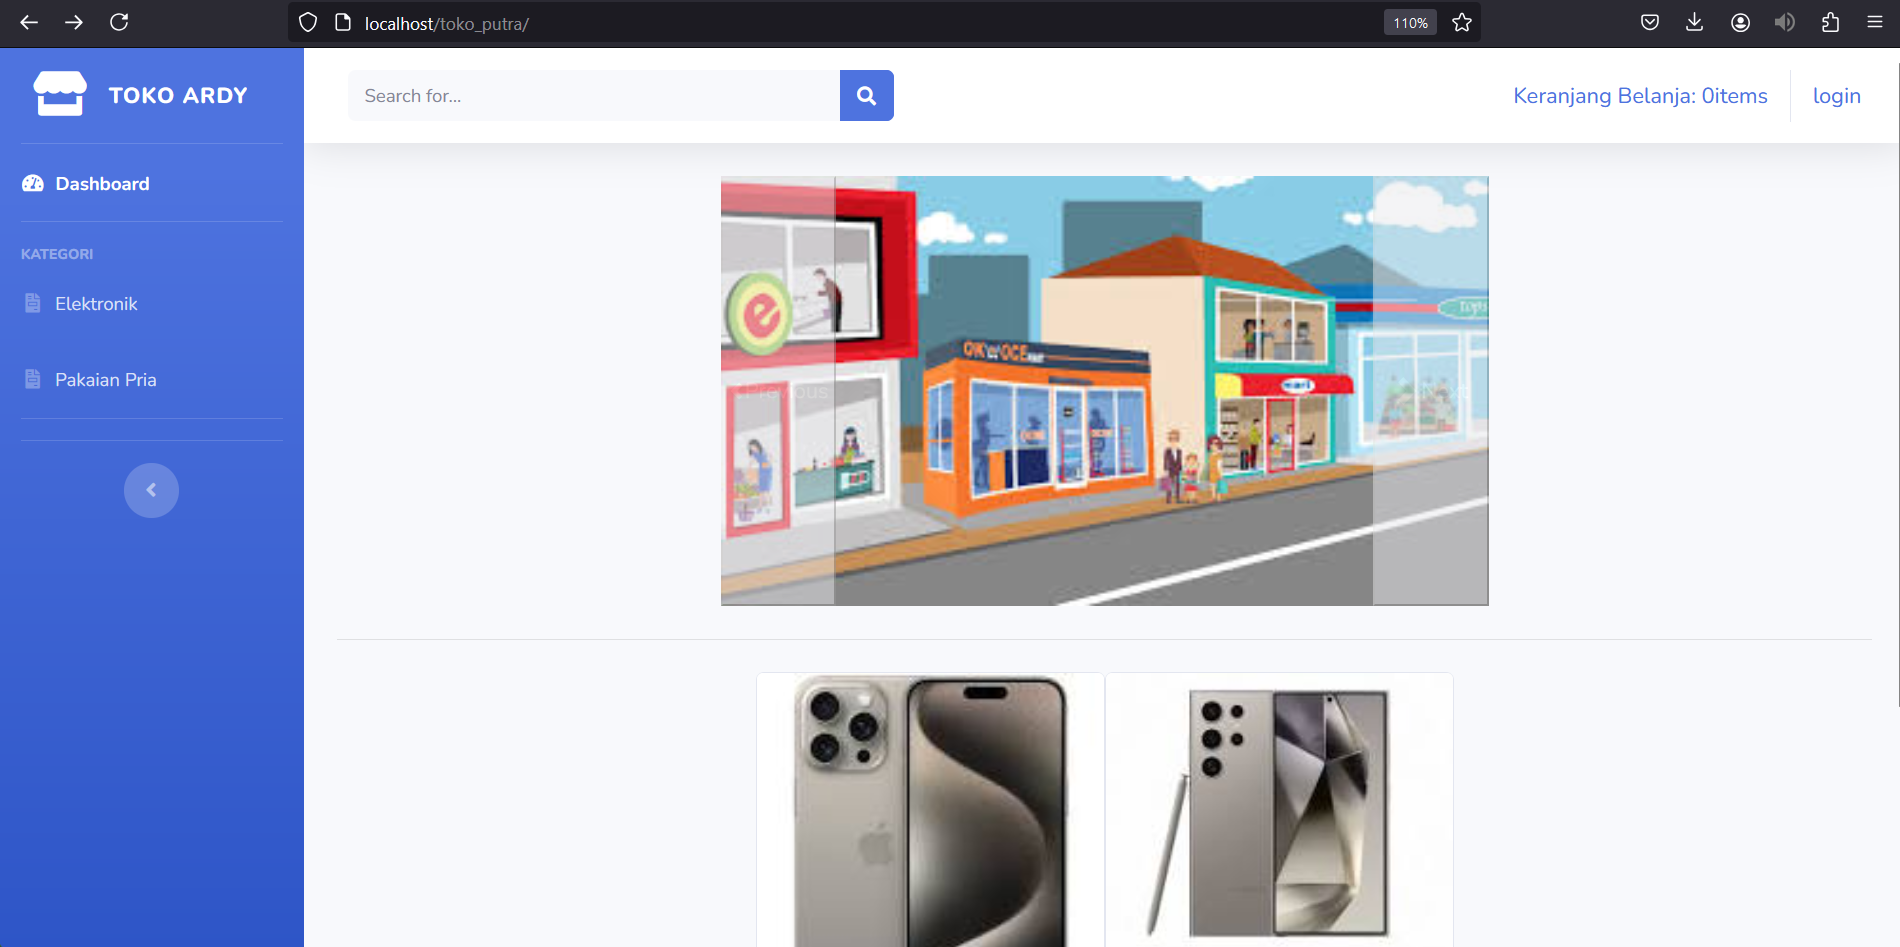 localhost/toko_putra/
110%
TOKO ARDY
Search for...
Keranjang Belanja: 0items
login
Dashboard
KATEGORI
Elektronik
Pakaian Pria
Previous
Next
OK OCE
mart
e